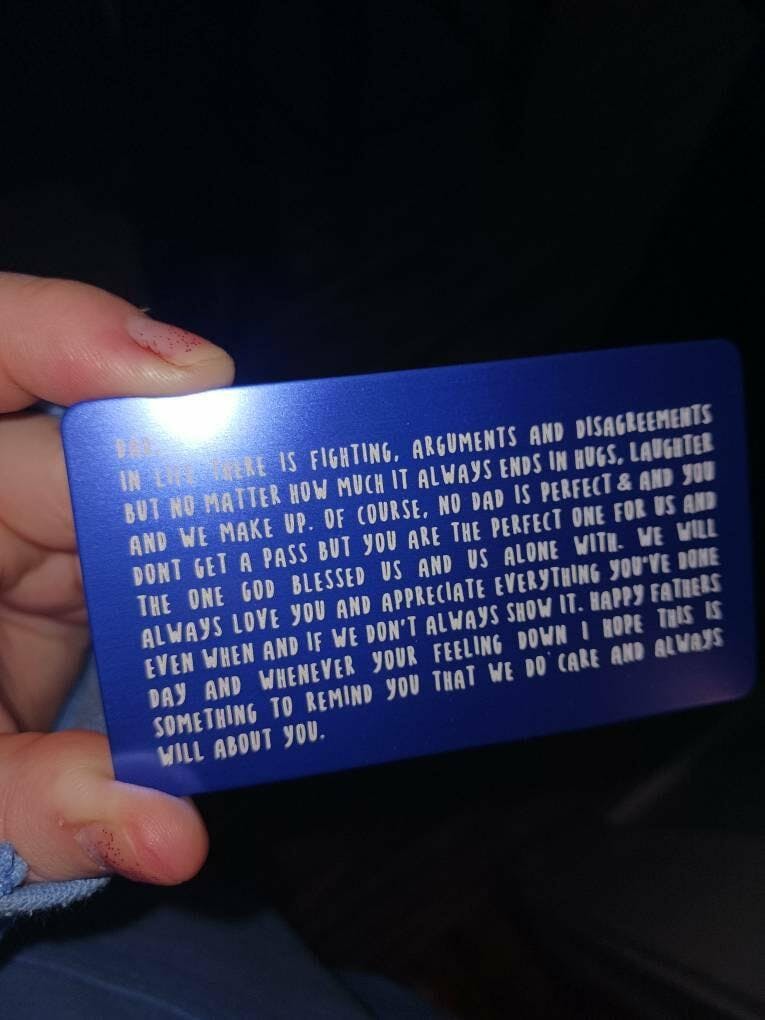 DAD,
IN LIFE THERE IS FIGHTING, ARGUMENTS AND DISAGREEMENTS
BUT NO MATTER HOW MUCH IT ALWAYS ENDS IN HUGS, LAUGHTER
AND WE MAKE UP. OF COURSE, NO DAD IS PERFECT & AND YOU
DONT GET A PASS BUT YOU ARE THE PERFECT ONE FOR US AND
THE ONE GOD BLESSED US AND US ALONE WITH. WE WILL
ALWAYS LOVE YOU AND APPRECIATE EVERYTHING YOU'VE DONE
EVEN WHEN AND IF WE DON'T ALWAYS SHOW IT. HAPPY FATHERS
DAY AND WHENEVER YOUR FEELING DOWN I HOPE THIS IS
SOMETHING TO REMIND YOU THAT WE DO CARE AND ALWAYS
WILL ABOUT YOU.